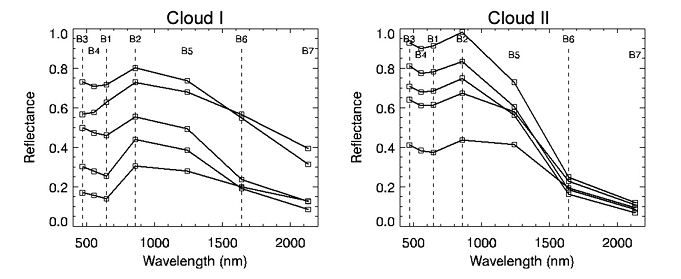 Cloud I
B3 B1 B2 B6
B4 B5 B7
1.0
0.8
0.6
0.4
0.2
0.0
Reflectance
500 1000 1500 2000
Wavelength (nm)
Cloud II
B3 B1 B2 B6
B4 B5 B7
1.0
0.8
0.6
0.4
0.2
0.0
Reflectance
500 1000 1500 2000
Wavelength (nm)